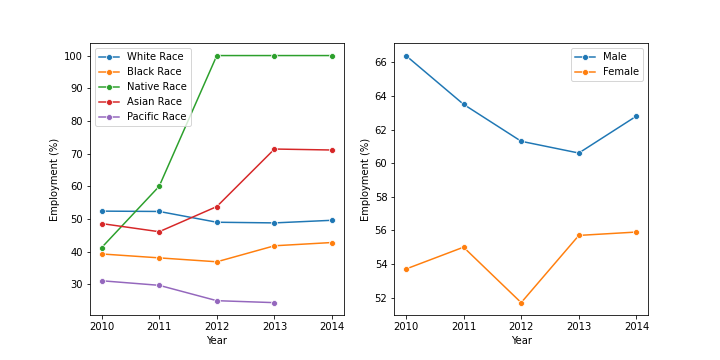 100
90
80
70
60
50
40
30
Employment (%)
White Race
Black Race
Native Race
Asian Race
Pacific Race
2010 2011 2012 2013 2014
Year
66
64
62
60
58
56
54
52
Employment (%)
Male
Female
2010 2011 2012 2013 2014
Year